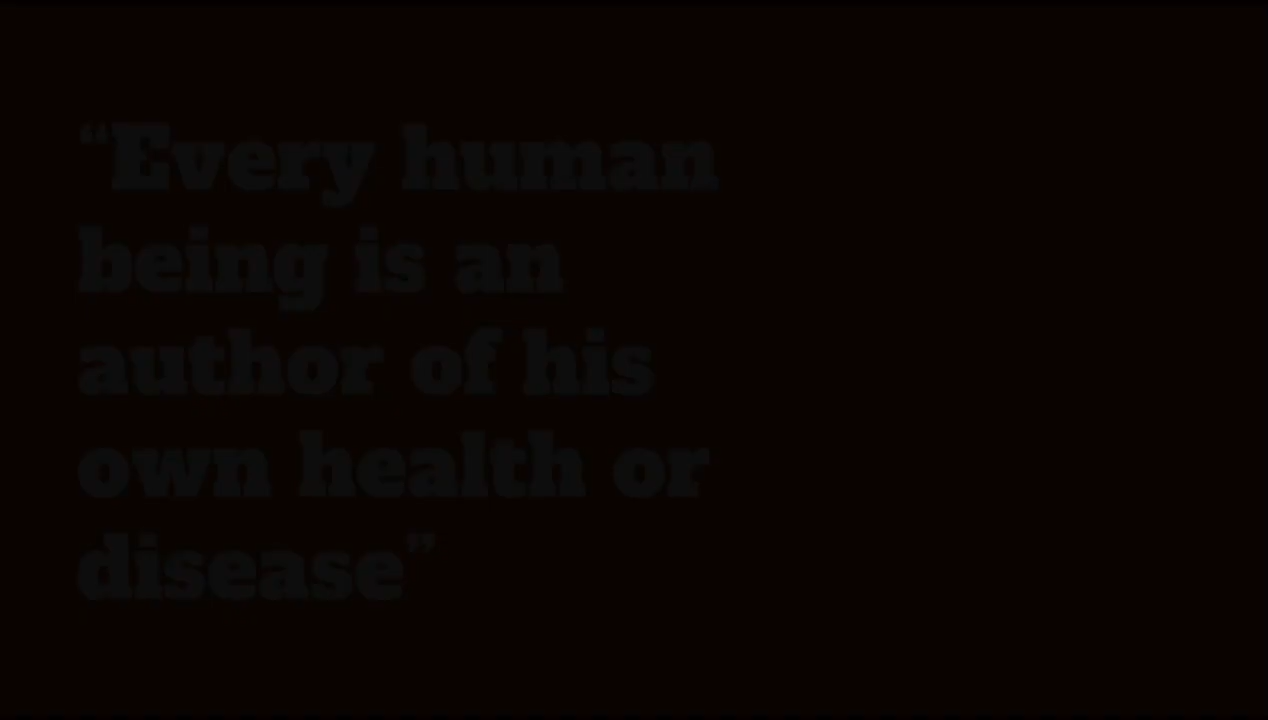 “Every human
being is an
author of his
own health or
disease”